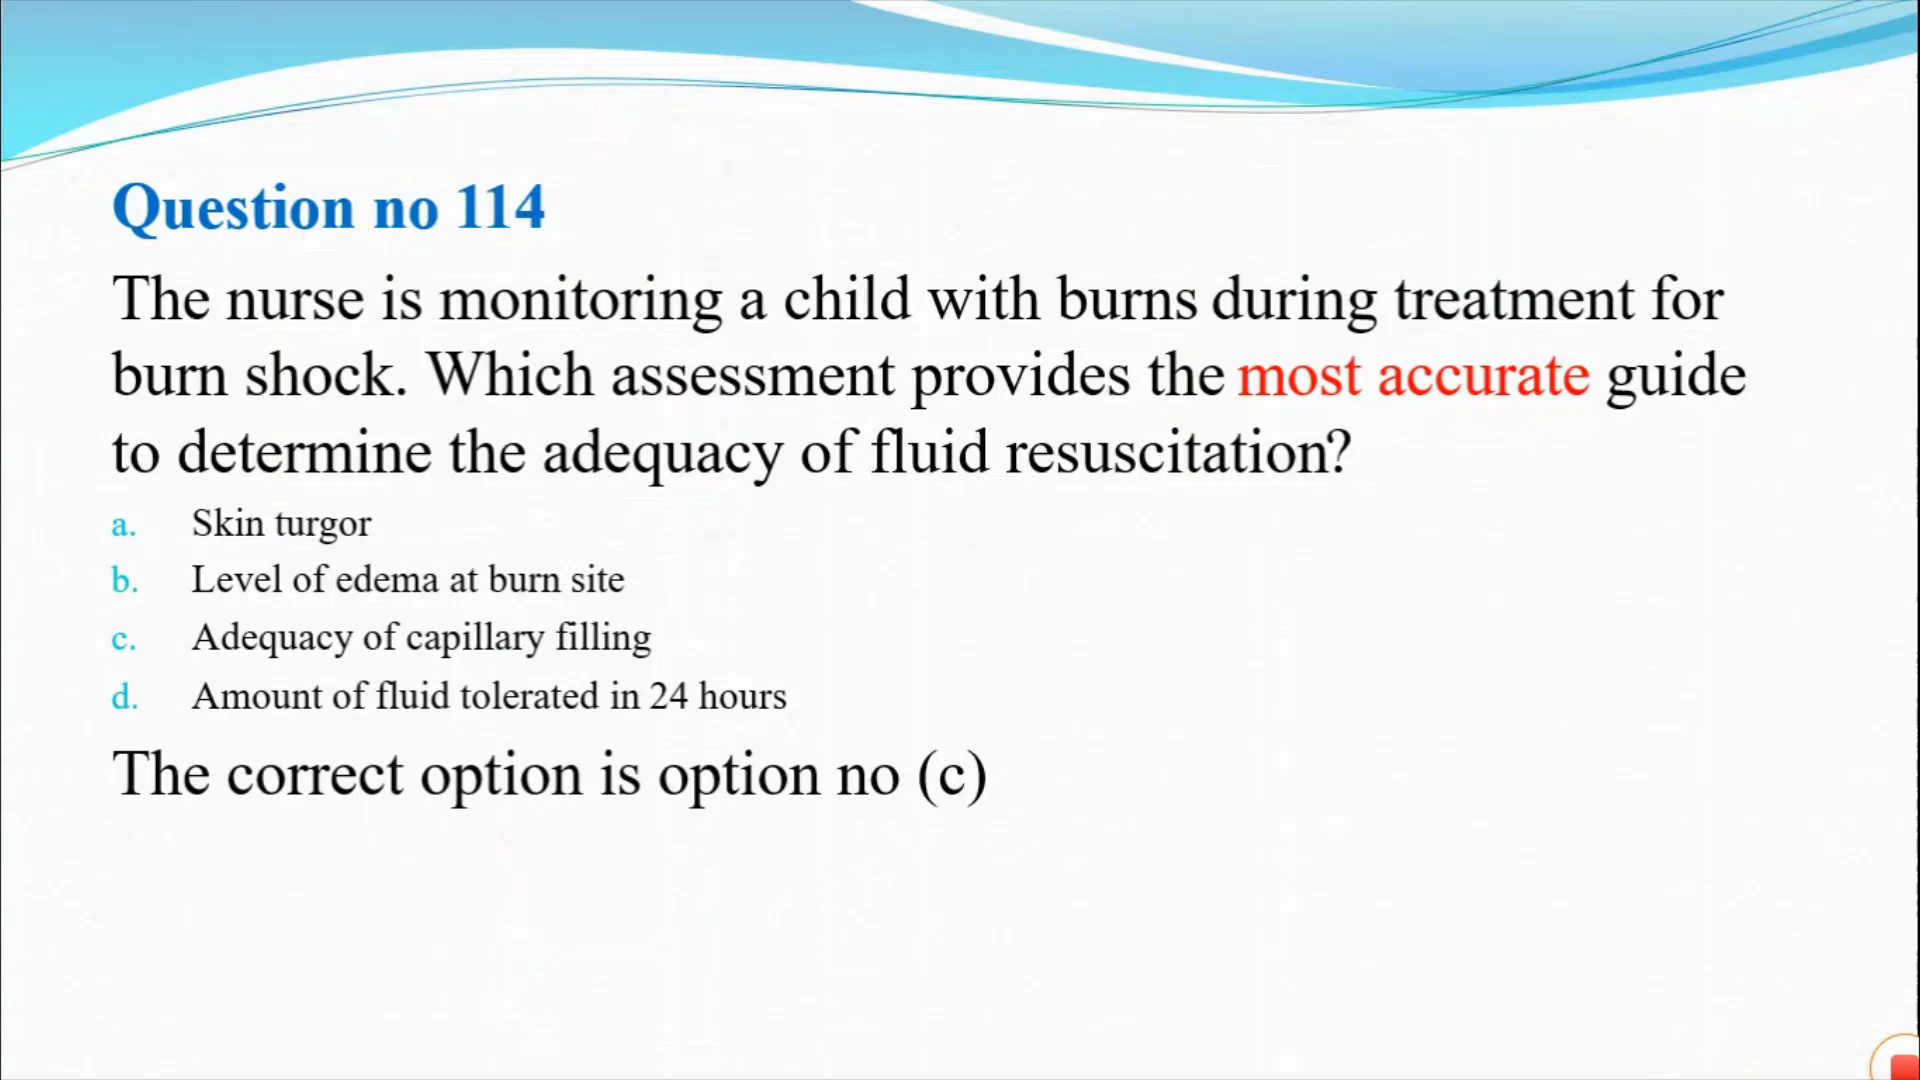 Question no 114
The nurse is monitoring a child with burns during treatment for
burn shock. Which assessment provides the most accurate guide
to determine the adequacy of fluid resuscitation?
a. Skin turgor
b. Level of edema at burn site
c. Adequacy of capillary filling
d. Amount of fluid tolerated in 24 hours
The correct option is option no (c)